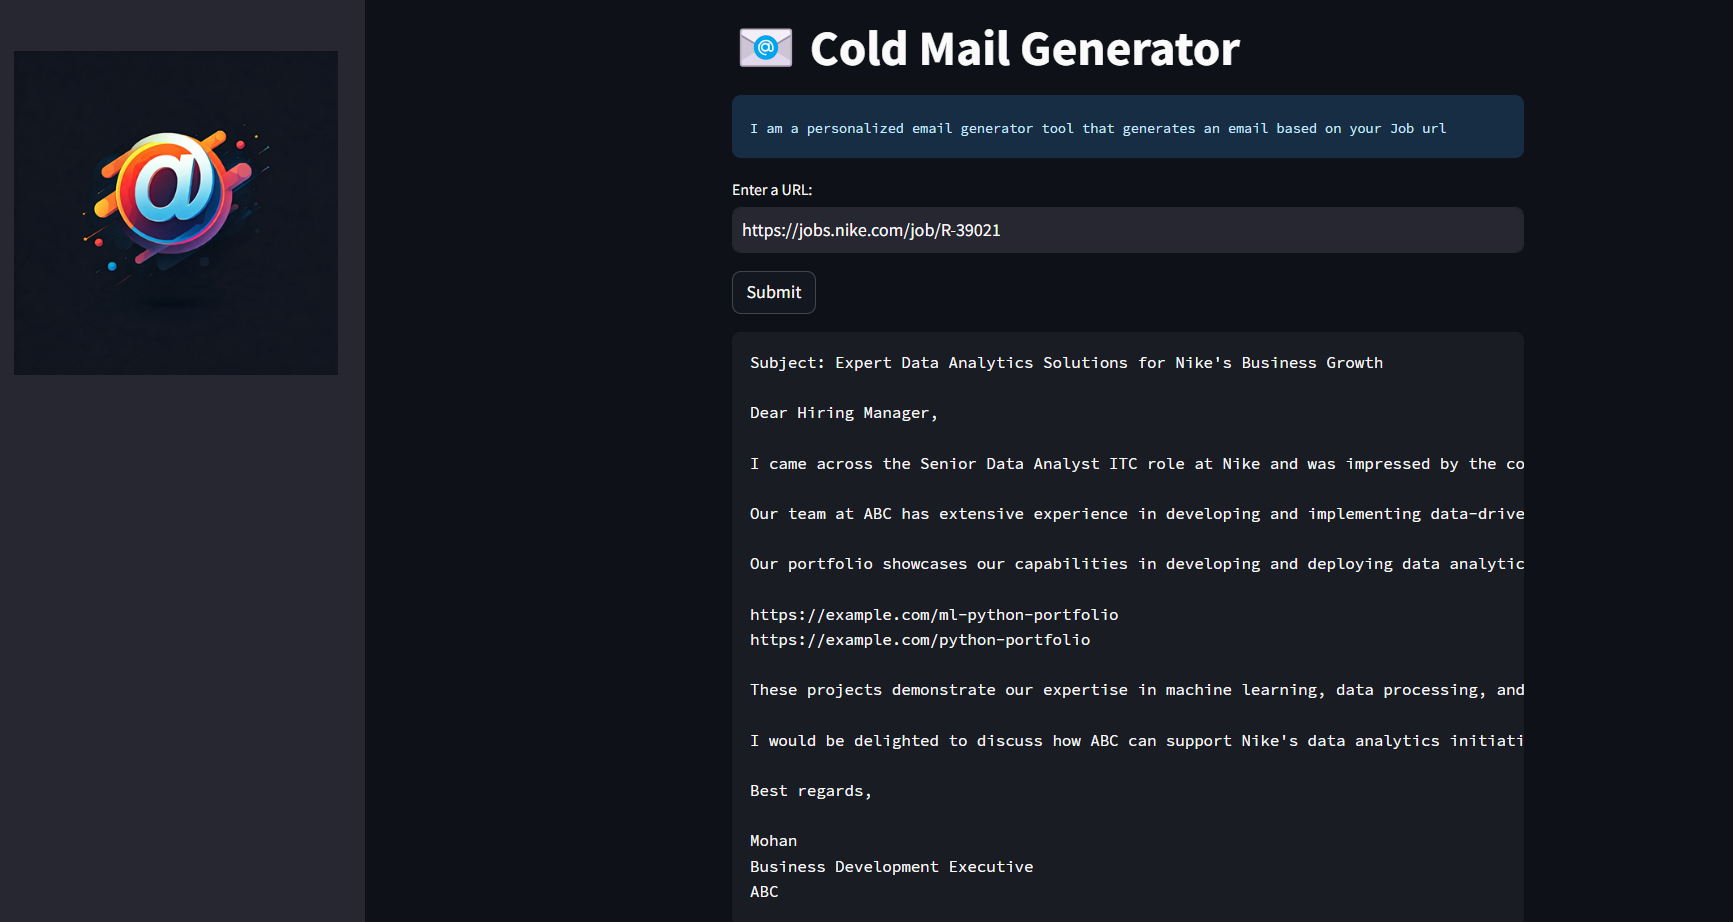 Cold Mail Generator
I am a personalized email generator tool that generates an email based on your Job url
Enter a URL:
https://jobs.nike.com/job/R-39021
Submit
Subject: Expert Data Analytics Solutions for Nike's Business Growth
Dear Hiring Manager,
I came across the Senior Data Analyst ITC role at Nike and was impressed by the co
Our team at ABC has extensive experience in developing and implementing data-drive
Our portfolio showcases our capabilities in developing and deploying data analytic
https://example.com/ml-python-portfolio
https://example.com/python-portfolio
These projects demonstrate our expertise in machine learning, data processing, and
I would be delighted to discuss how ABC can support Nike's data analytics initiati
Best regards,
Mohan
Business Development Executive
ABC